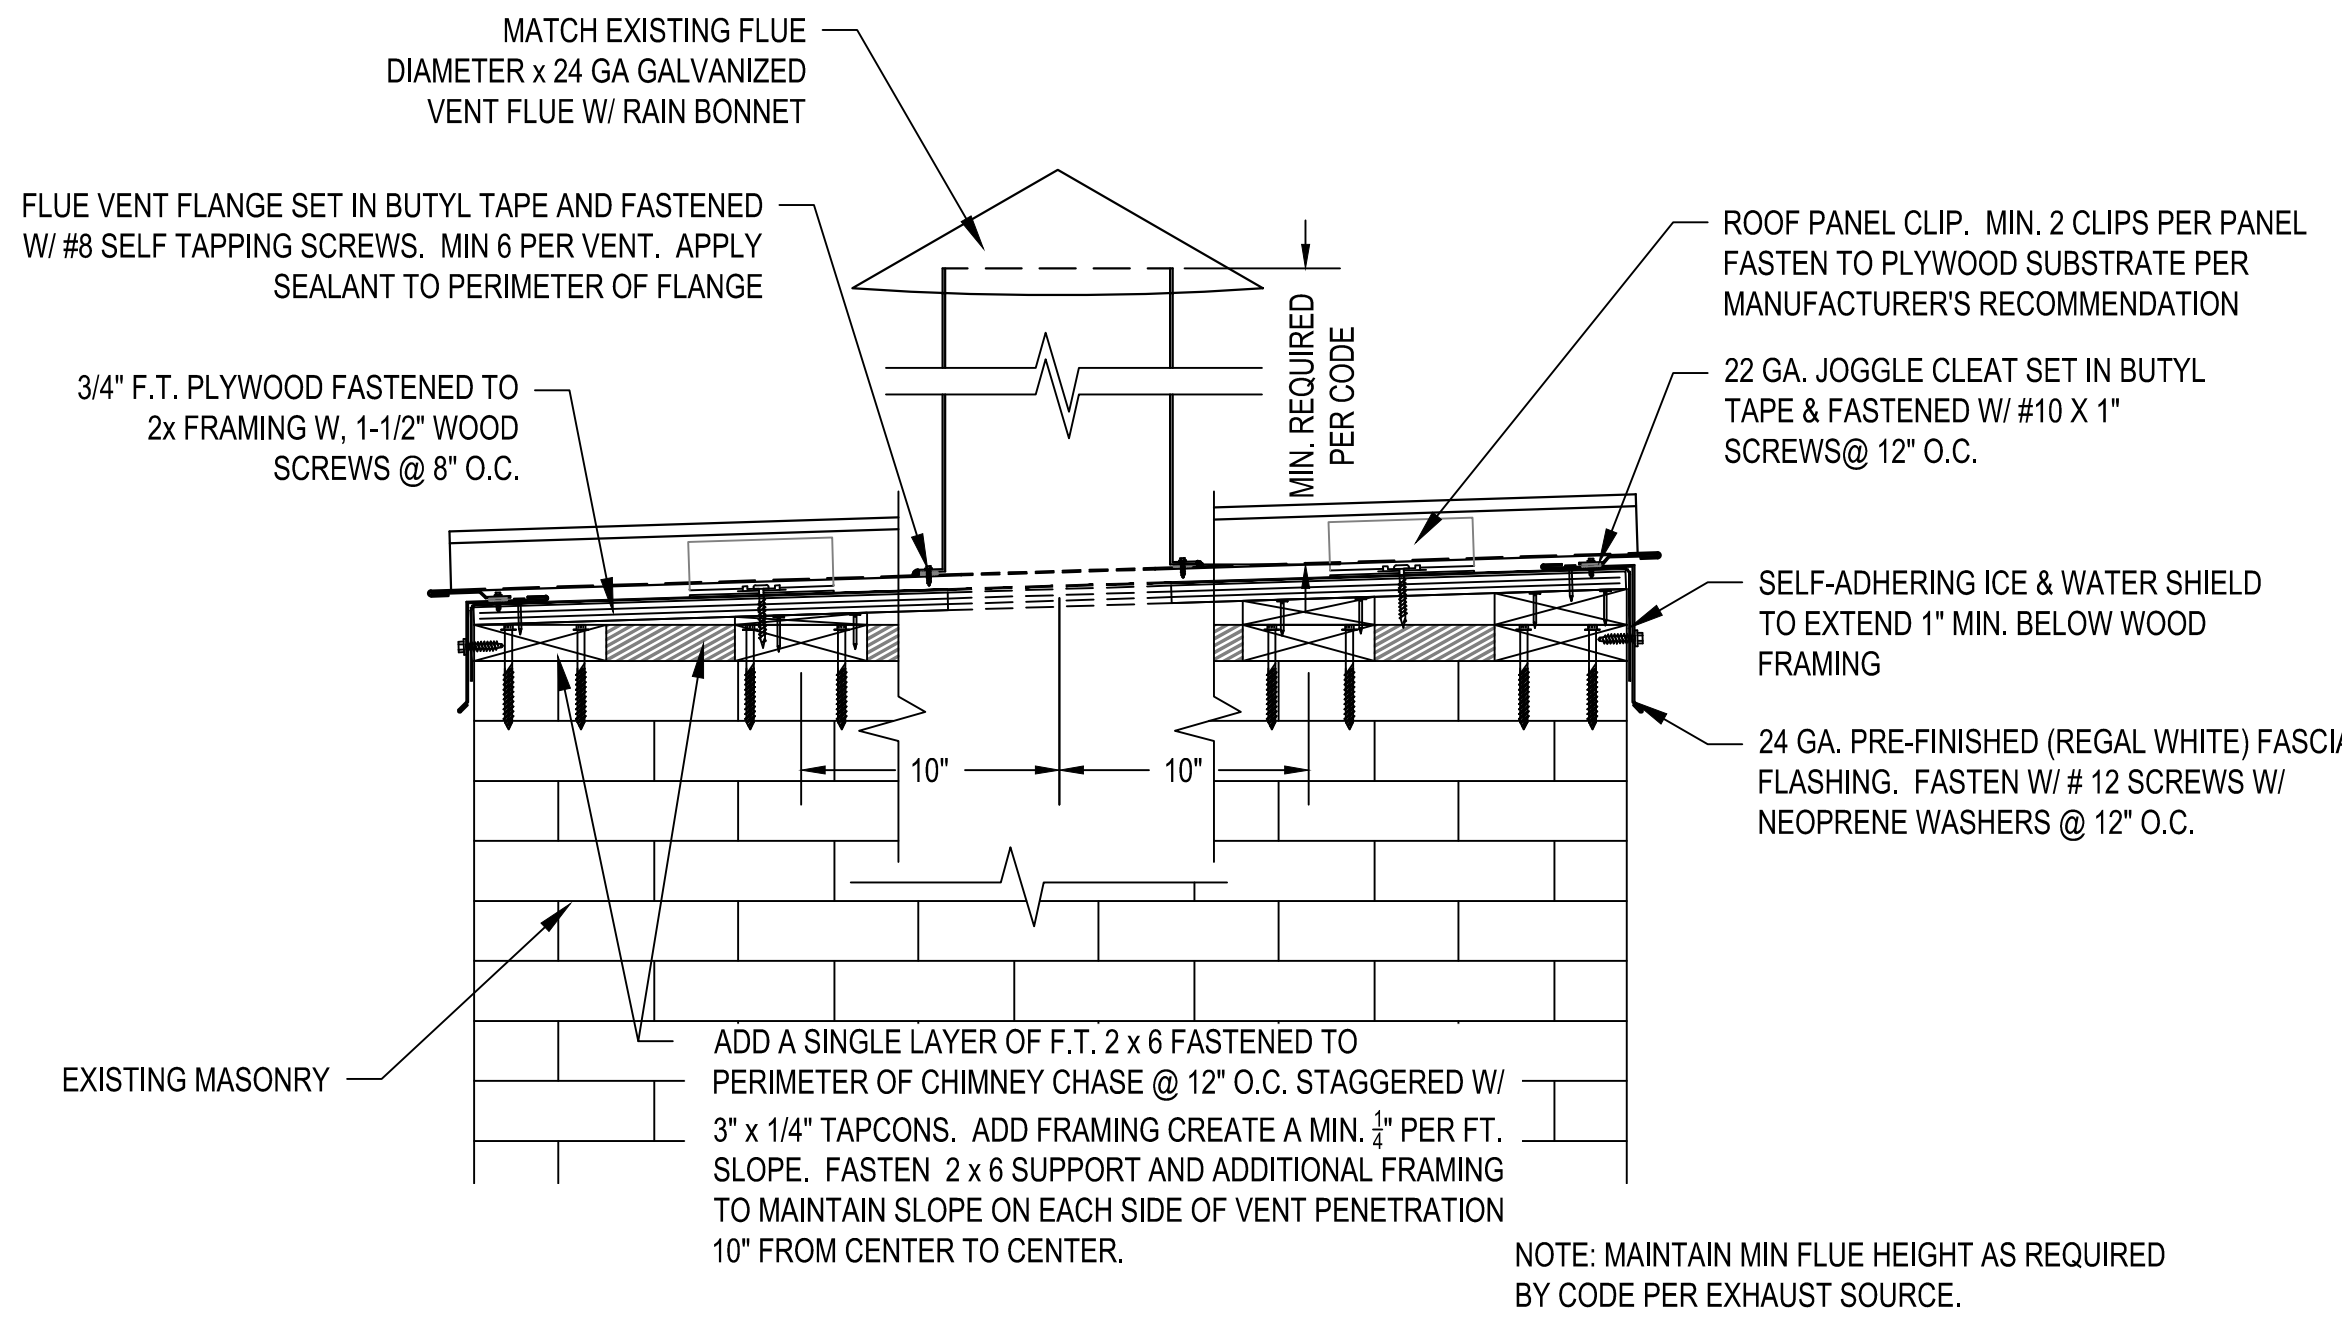 MATCH EXISTING FLUE
DIAMETER x 24 GA GALVANIZED
VENT FLUE W/ RAIN BONNET
FLUE VENT FLANGE SET IN BUTYL TAPE AND FASTENED
W/ #8 SELF TAPPING SCREWS. MIN 6 PER VENT. APPLY
SEALANT TO PERIMETER OF FLANGE
3/4" F.T. PLYWOOD FASTENED TO
2x FRAMING W, 1-1/2" WOOD
SCREWS @ 8" O.C.
MIN. REQUIRED
PER CODE
ROOF PANEL CLIP. MIN. 2 CLIPS PER PANEL
FASTEN TO PLYWOOD SUBSTRATE PER
MANUFACTURER'S RECOMMENDATION
22 GA. JOGGLE CLEAT SET IN BUTYL
TAPE & FASTENED W/ #10 X 1"
SCREWS@ 12" O.C.
SELF-ADHERING ICE & WATER SHIELD
TO EXTEND 1" MIN. BELOW WOOD
FRAMING
24 GA. PRE-FINISHED (REGAL WHITE) FASCIA
FLASHING. FASTEN W/ # 12 SCREWS W/
NEOPRENE WASHERS @ 12" O.C.
10"
10"
EXISTING MASONRY
ADD A SINGLE LAYER OF F.T. 2 x 6 FASTENED TO
PERIMETER OF CHIMNEY CHASE @ 12" O.C. STAGGERED W/
3" x 1/4" TAPCONS. ADD FRAMING CREATE A MIN. 1/4" PER FT.
SLOPE. FASTEN 2 x 6 SUPPORT AND ADDITIONAL FRAMING
TO MAINTAIN SLOPE ON EACH SIDE OF VENT PENETRATION
10" FROM CENTER TO CENTER.
NOTE: MAINTAIN MIN FLUE HEIGHT AS REQUIRED
BY CODE PER EXHAUST SOURCE.